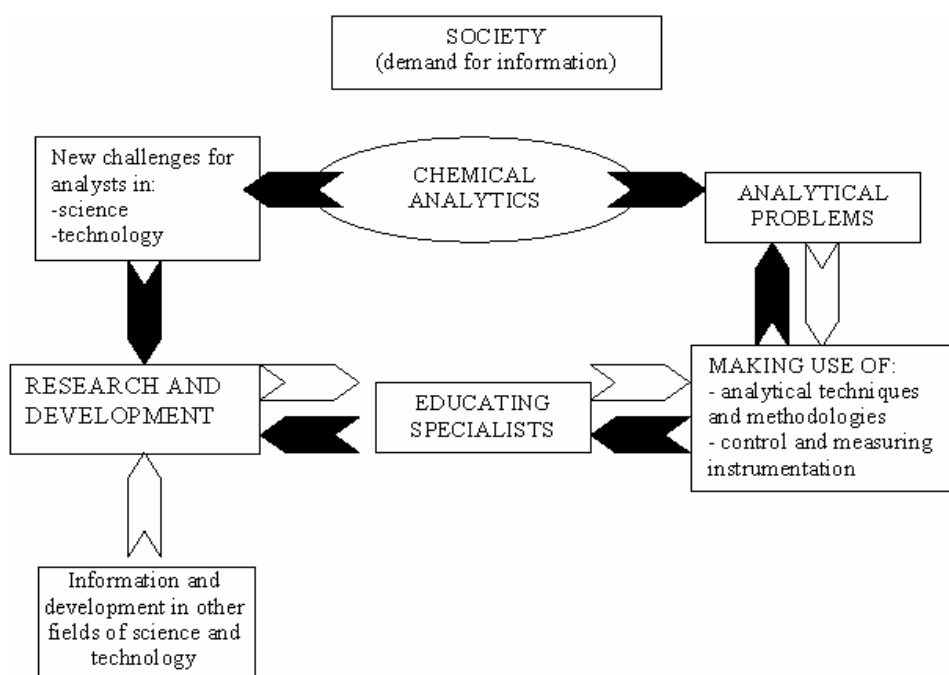 SOCIETY
(demand for information)
New challenges for
analysts in:
-science
-technology
CHEMICAL
ANALYTICS
ANALYTICAL
PROBLEMS
RESEARCH AND
DEVELOPMENT
EDUCATING
SPECIALISTS
MAKING USE OF:
- analytical techniques
and methodologies
- control and measuring
instrumentation
Information and
development in other
fields of science and
technology